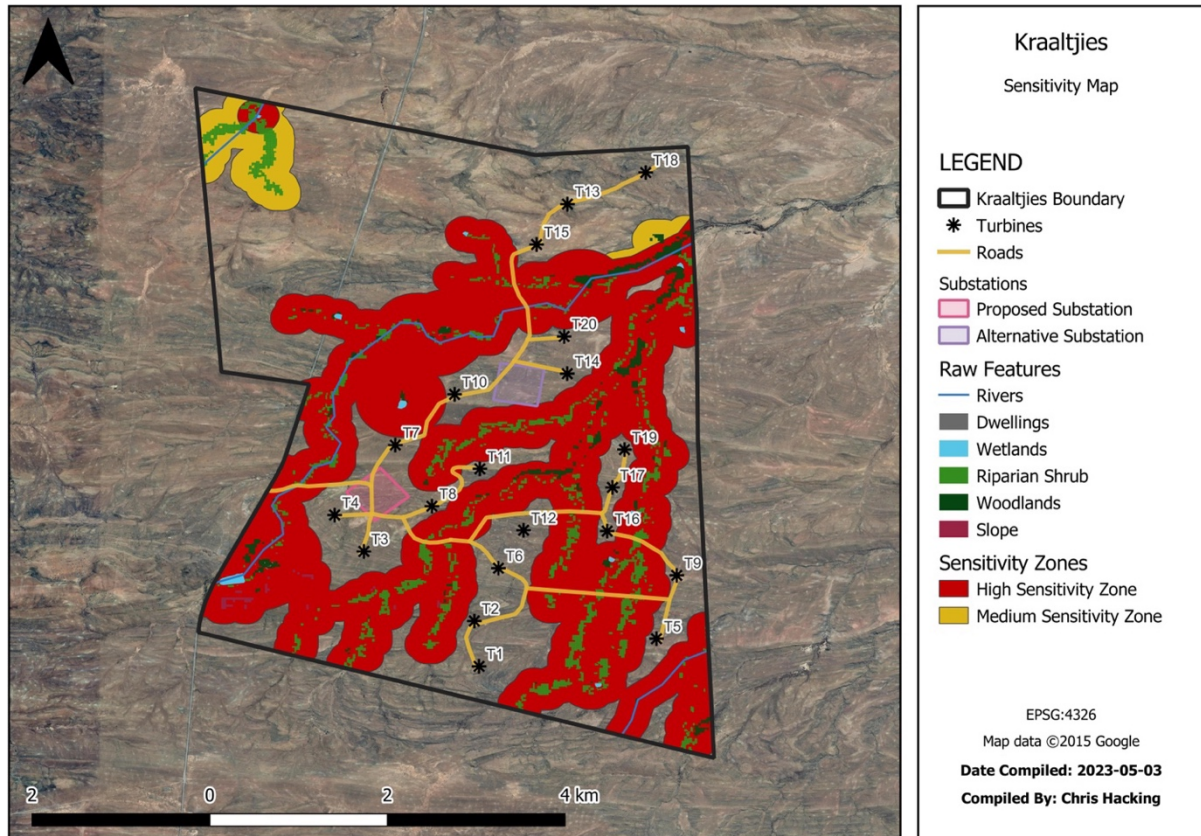 T18
T13
T15
T20
T14
T10
T7
T11
T19
T17
T8
T4
T12
T16
T3
T6
T9
T2
T5
T1
2 0 2 4 km
Kraaltjies
Sensitivity Map
LEGEND
Kraaltjies Boundary
Turbines
Roads
Substations
Proposed Substation
Alternative Substation
Raw Features
Rivers
Dwellings
Wetlands
Riparian Shrub
Woodlands
Slope
Sensitivity Zones
High Sensitivity Zone
Medium Sensitivity Zone
EPSG:4326
Map data ©2015 Google
Date Compiled: 2023-05-03
Compiled By: Chris Hacking